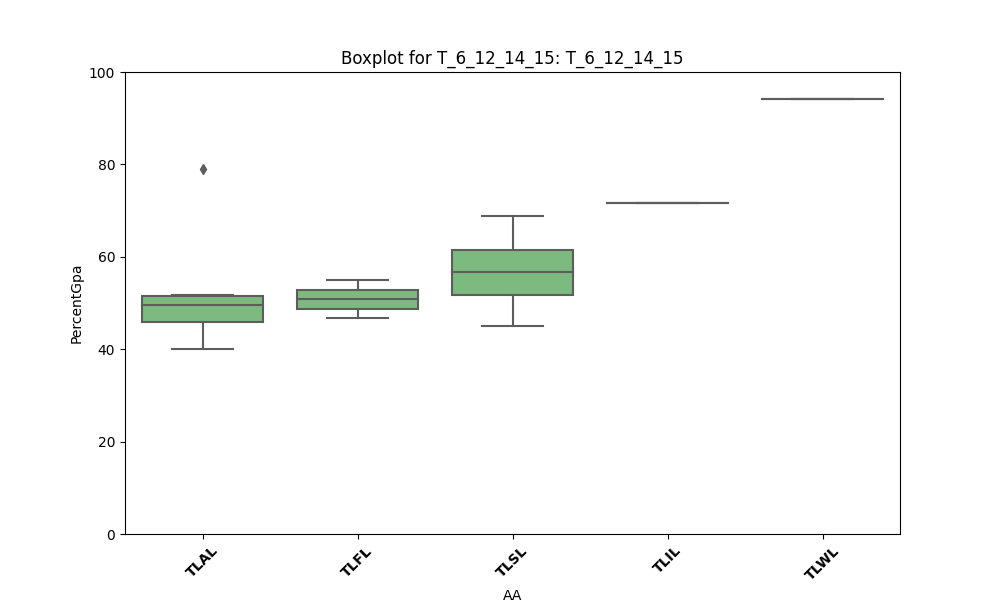 Boxplot for T_6_12_14_15: T_6_12_14_15
100
80
60
40
20
0
PercentGpa
TLAL
TLFL
TLSL
TLIL
TLWL
AA